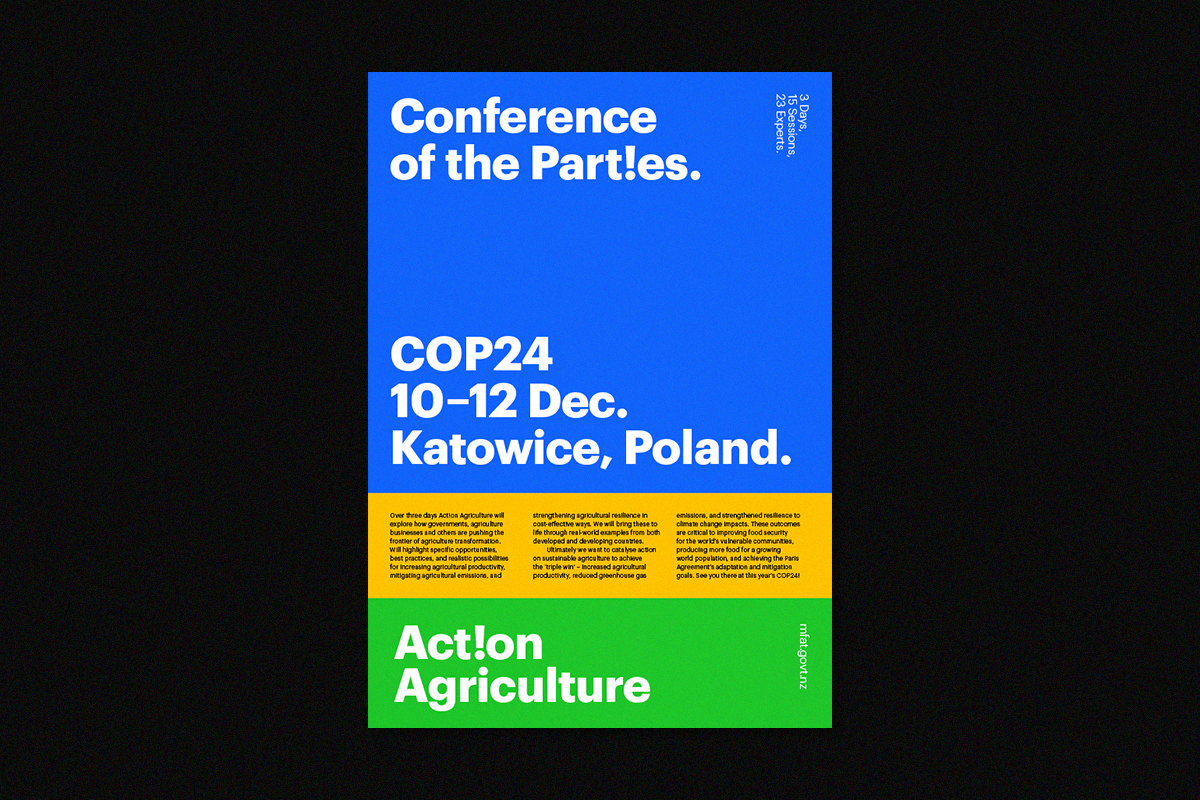 Conference
of the Part!es.
3 Days,
15 Sessions,
23 Experts.
COP24
10–12 Dec.
Katowice, Poland.
Over three days Action Agriculture will
explore how governments, agriculture
businesses and others are pushing the
frontier of agriculture transformation.
Will highlight specific opportunities,
best practices, and realistic possibilities
for increasing agricultural productivity,
mitigating agricultural emissions, and
strengthening agricultural resilience in
cost-effective ways. We will bring these to
life through real-world examples from both
developed and developing countries.
Ultimately we want to catalyse action
on sustainable agriculture to achieve
the ‘triple win’ – increased agricultural
productivity, reduced greenhouse gas
emissions, and strengthened resilience to
climate change impacts. These outcomes
are critical to improving food security
for the world's vulnerable communities,
producing more food for a growing
world population, and achieving the Paris
Agreement's adaptation and mitigation
goals. See you there at this year's COP24!
Act!on
Agriculture
mfat.govt.nz